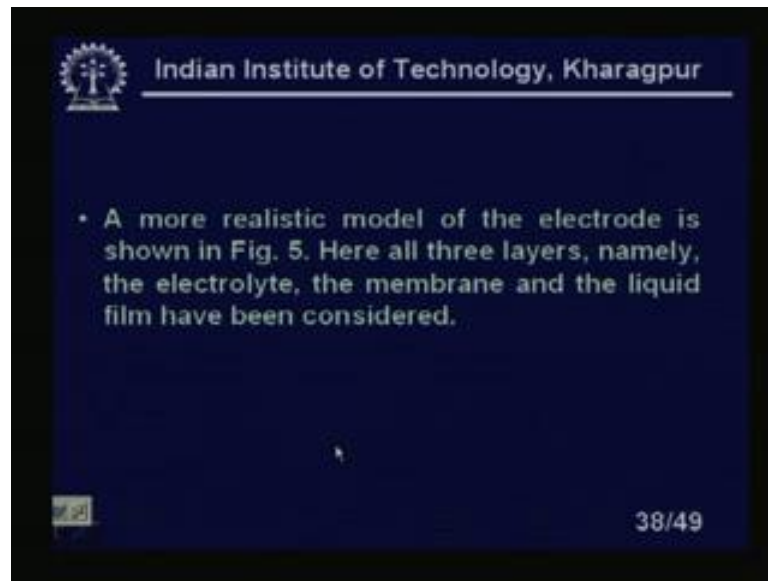 Indian Institute of Technology, Kharagpur
• A more realistic model of the electrode is
shown in Fig. 5. Here all three layers, namely,
the electrolyte, the membrane and the liquid
film have been considered.
38/49